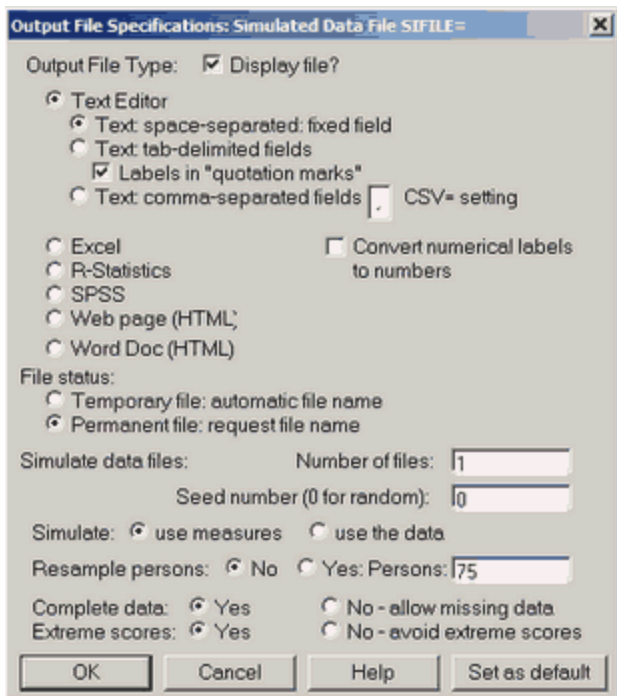 Output File Specifications: Simulated Data File SIFILE=
Output File Type: Display file?
Text Editor
Text: space-separated: fixed field
Text: tab-delimited fields
Labels in "quotation marks"
Text: comma-separated fields , CSV= setting
Excel Convert numerical labels
R-Statistics to numbers
SPSS
Web page (HTML)
Word Doc (HTML)
File status:
Temporary file: automatic file name
Permanent file: request file name
Simulate data files: Number of files: 1
Seed number (0 for random): 0
Simulate: use measures use the data
Resample persons: No Yes: Persons: 75
Complete data: Yes No - allow missing data
Extreme scores: Yes No - avoid extreme scores
OK Cancel Help Set as default